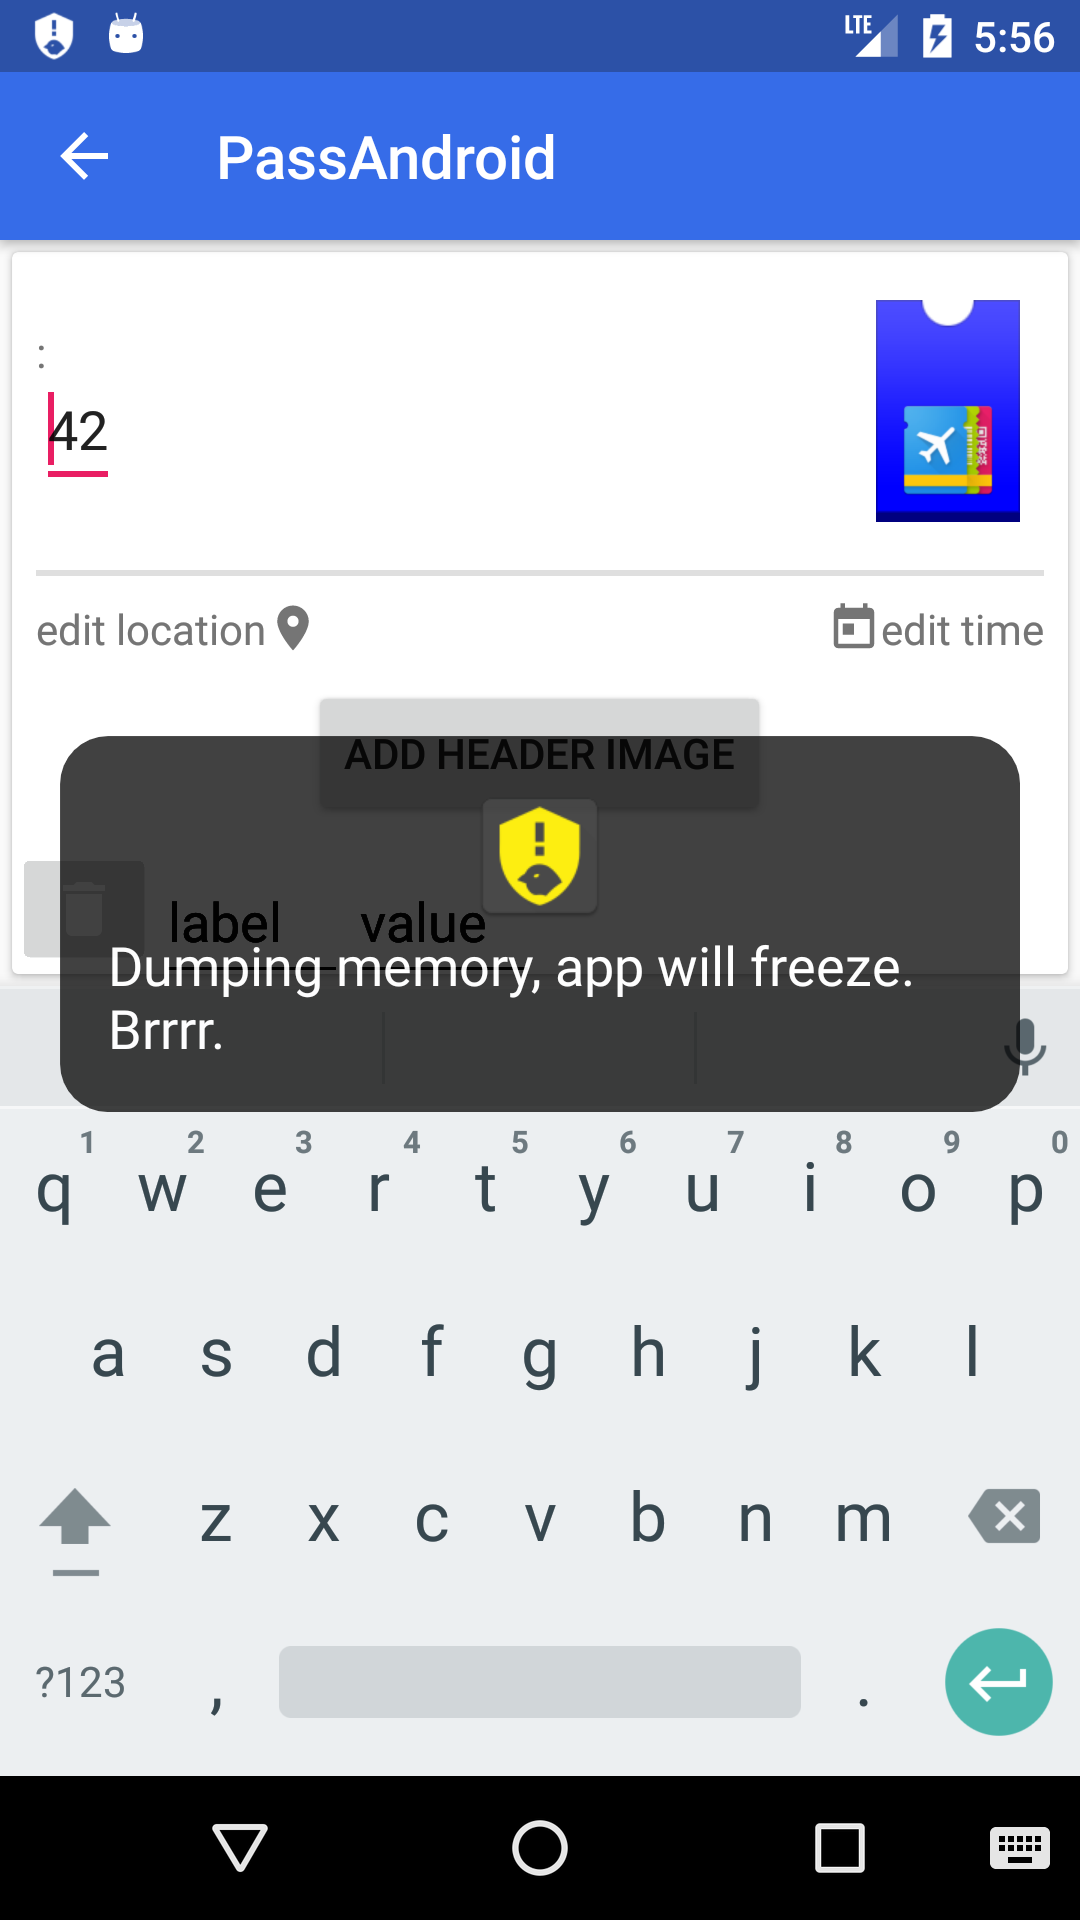 LTE 5:56
PassAndroid
:
42
edit location edit time
ADD HEADER IMAGE
label value
Dumping memory, app will freeze.
Brrrr.
1 2 3 4 5 6 7 8 9 0
q w e r t y u i o p
a s d f g h j k l
z x c v b n m
?123 , .